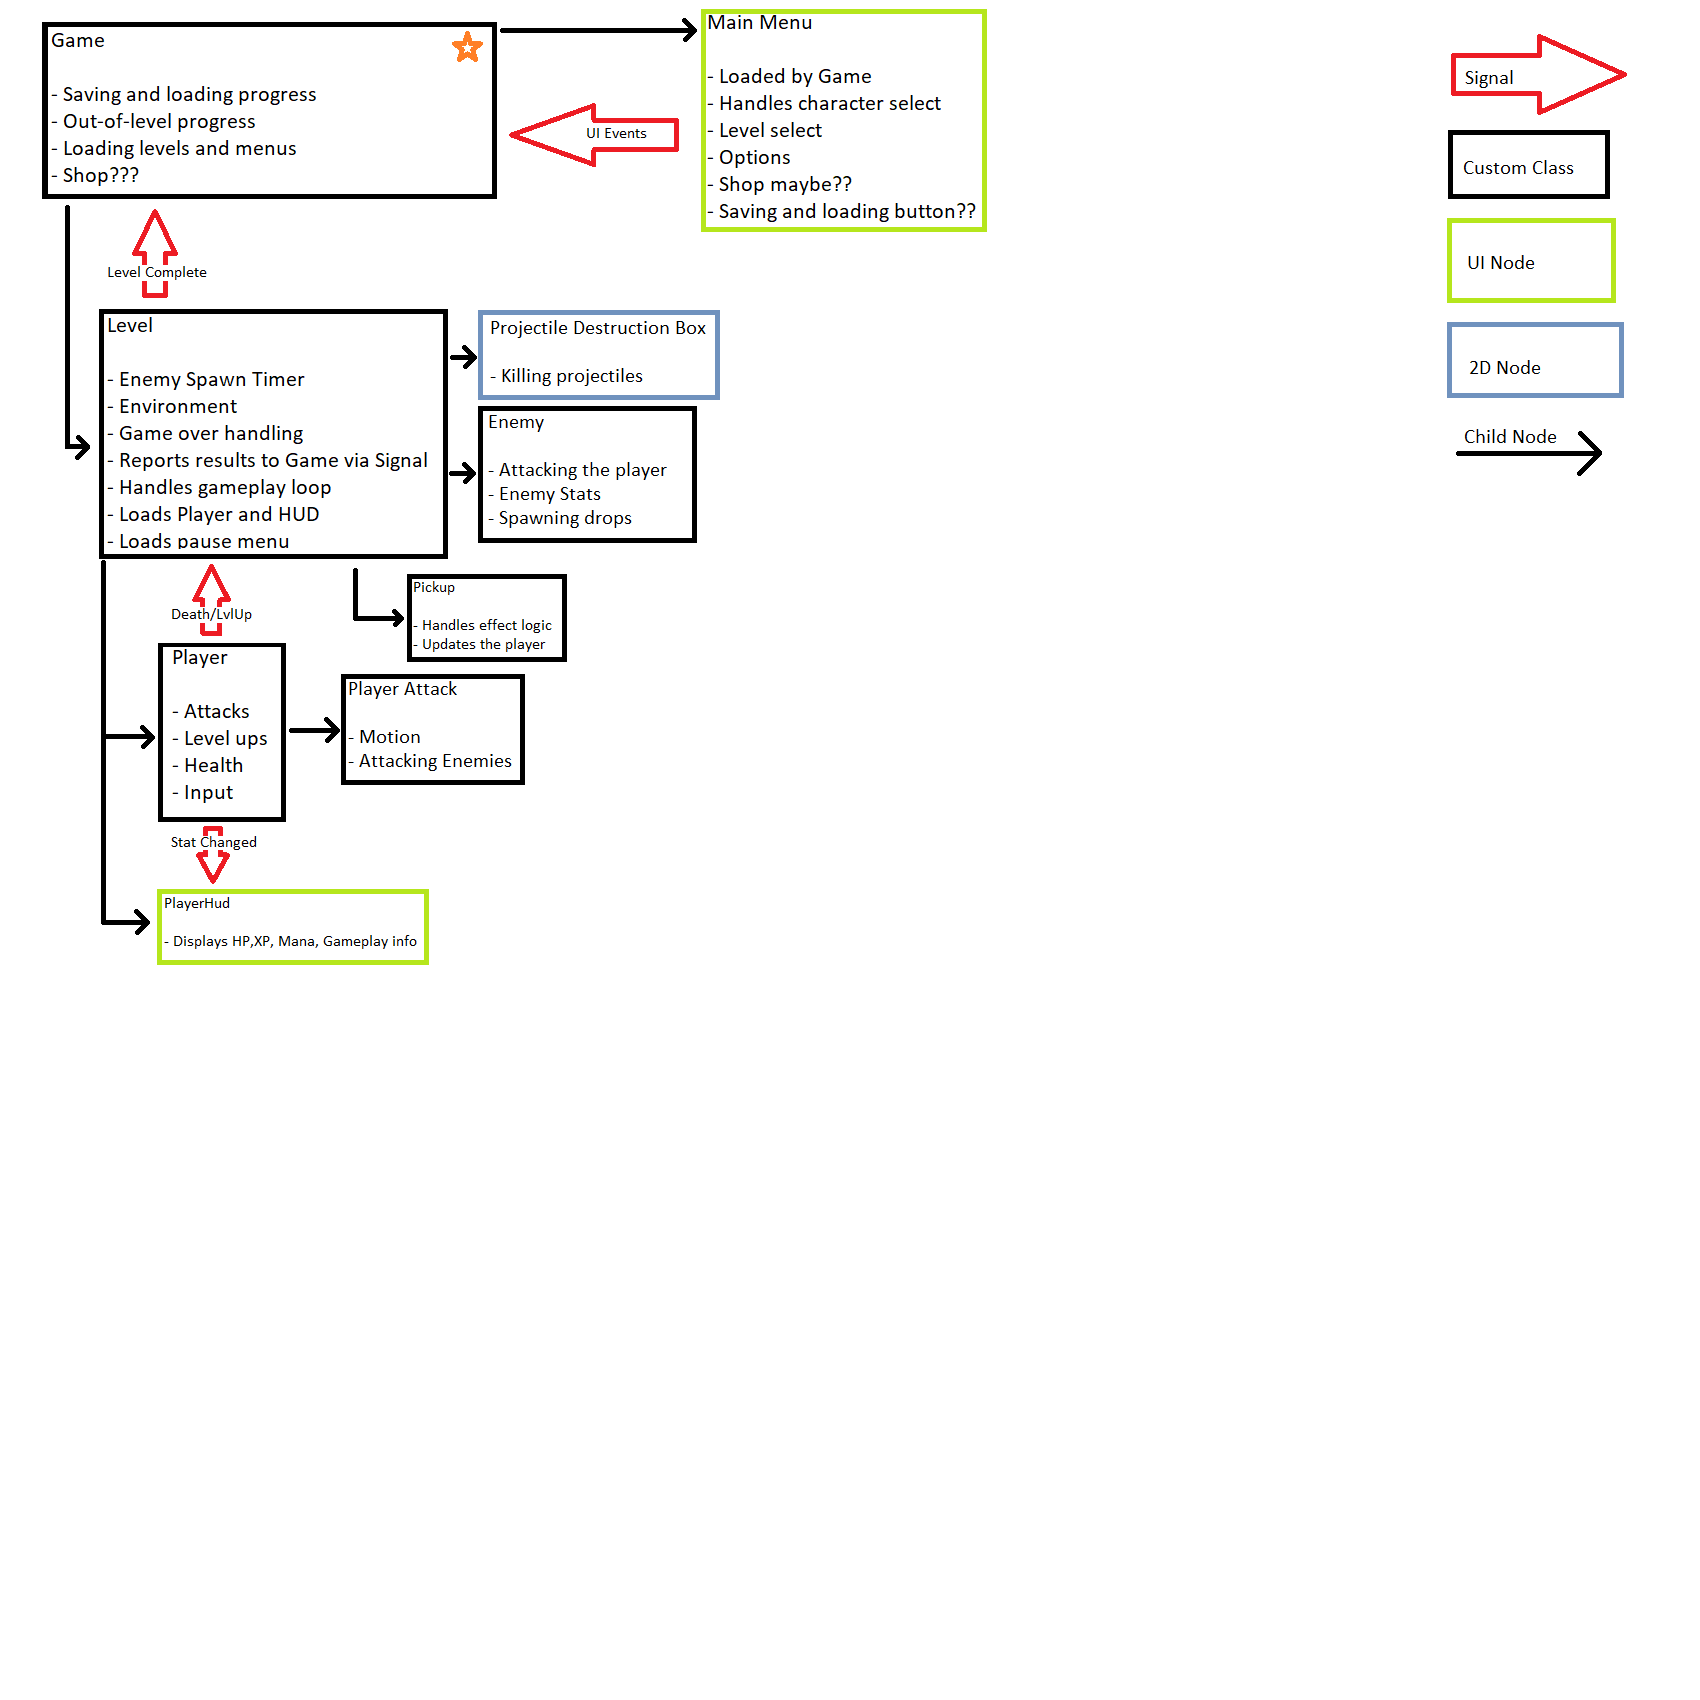 Game
- Saving and loading progress
- Out-of-level progress
- Loading levels and menus
- Shop???
UI Events
Main Menu
- Loaded by Game
- Handles character select
- Level select
- Options
- Shop maybe??
- Saving and loading button??
Signal
Custom Class
UI Node
2D Node
Child Node
Level Complete
Level
- Enemy Spawn Timer
- Environment
- Game over handling
- Reports results to Game via Signal
- Handles gameplay loop
- Loads Player and HUD
- Loads pause menu
Projectile Destruction Box
- Killing projectiles
Enemy
- Attacking the player
- Enemy Stats
- Spawning drops
Death/LvlUp
Pickup
- Handles effect logic
- Updates the player
Player
- Attacks
- Level ups
- Health
- Input
Player Attack
- Motion
- Attacking Enemies
Stat Changed
PlayerHud
- Displays HP,XP, Mana, Gameplay info